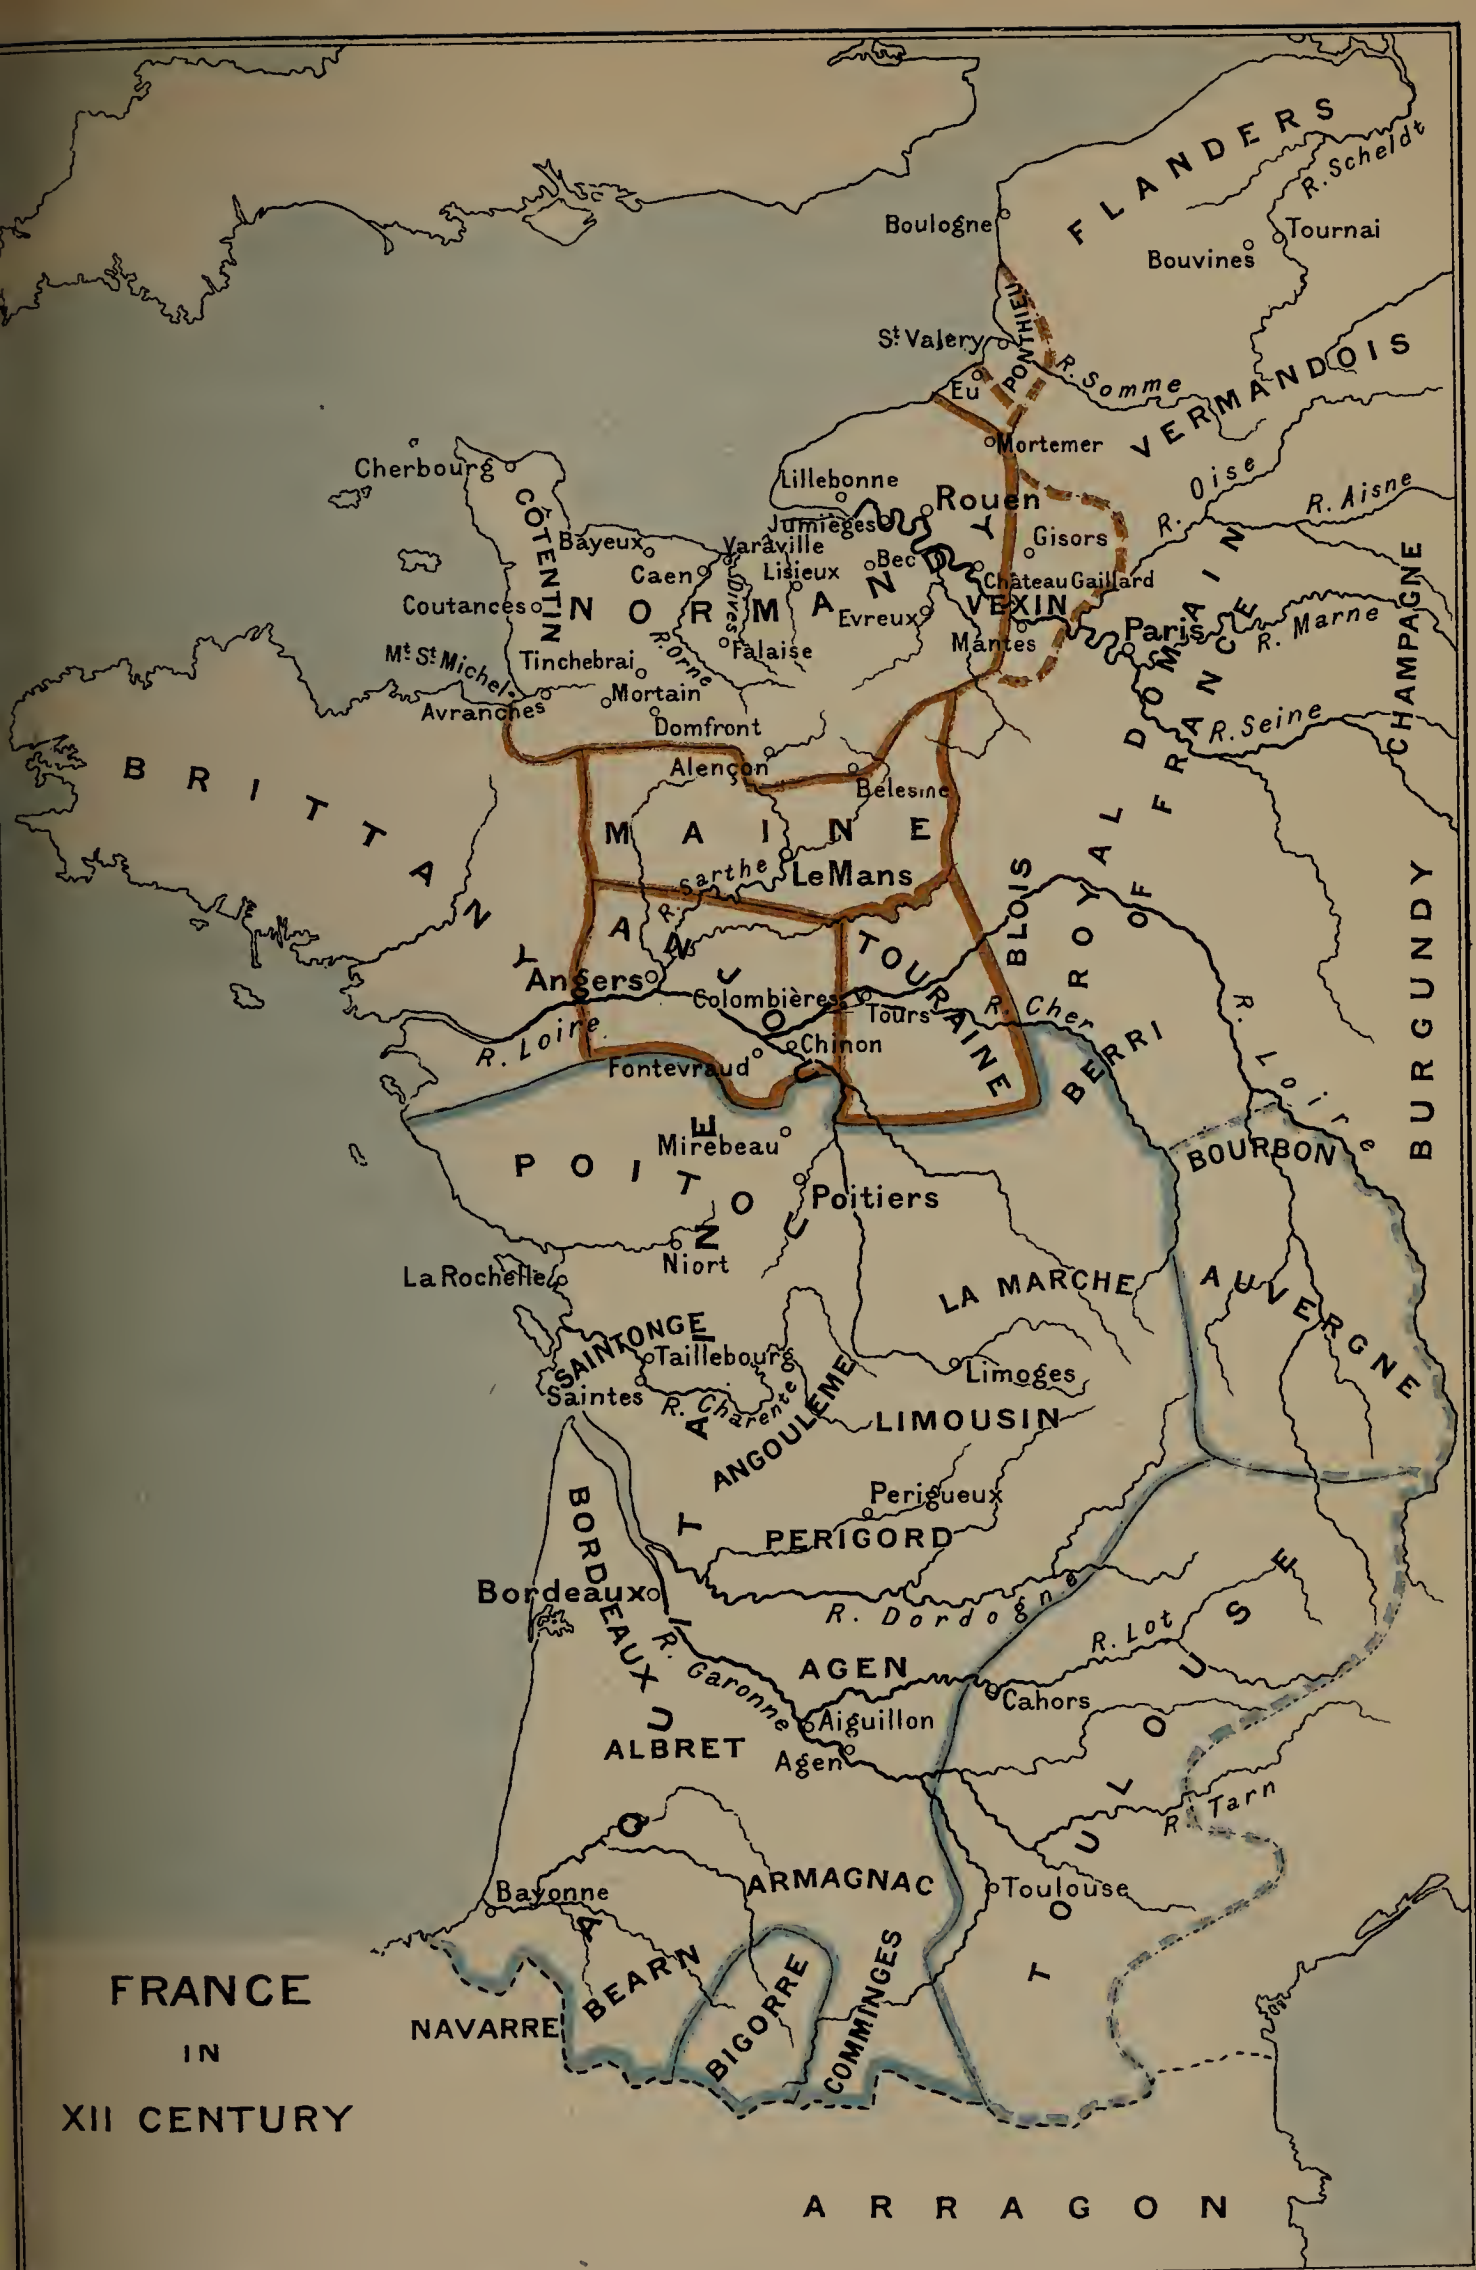 FLANDERS
R. Scheldt
Boulogne
Tournai
Bouvines
PONTHIEU
St. Valery
R. Somme
VERMANDOIS
Eu
Mortemer
Cherbourg
CÔTENTIN
Lillebonne
Rouen
R. Oise
R. Aisne
Jumièges
Gisors
Bayeux
Varaville
Bec
Caen
Lisieux
Château Gaillard
Coutances
NORMANDY
R. Dives
Evreux
VEXIN
Paris
R. Marne
CHAMPAGNE
Mantes
Falaise
R. Orne
Mt. St. Michel
Tinchebrai
Mortain
Avranches
Domfront
R. Seine
ROYAL DOMAIN
OF FRANCE
BRITTANY
Alençon
Belesme
MAINE
R. Sarthe
Le Mans
BLOIS
ANJOU
TOURAINE
Angers
Colombières
Tours
R. Cher
R. Loire
R. Loire
Chinon
Fontevraud
BERRI
BURGUNDY
BOURBON
Mirebeau
POITOU
Poitiers
Niort
La Rochelle
LA MARCHE
AUVERGNE
SAINTONGE
Taillebourg
Saintes
R. Charente
ANGOULEME
Limoges
LIMOUSIN
Perigueux
PERIGORD
BORDEAUX
Bordeaux
R. Dordogne
R. Garonne
AGEN
R. Lot
Cahors
Aiguillon
Agen
ALBRET
AQUITAINE
TOULOUSE
R. Tarn
ARMAGNAC
Toulouse
Bayonne
BEARN
BIGORRE
COMMINGES
NAVARRE
FRANCE
IN
XII CENTURY
ARRAGON